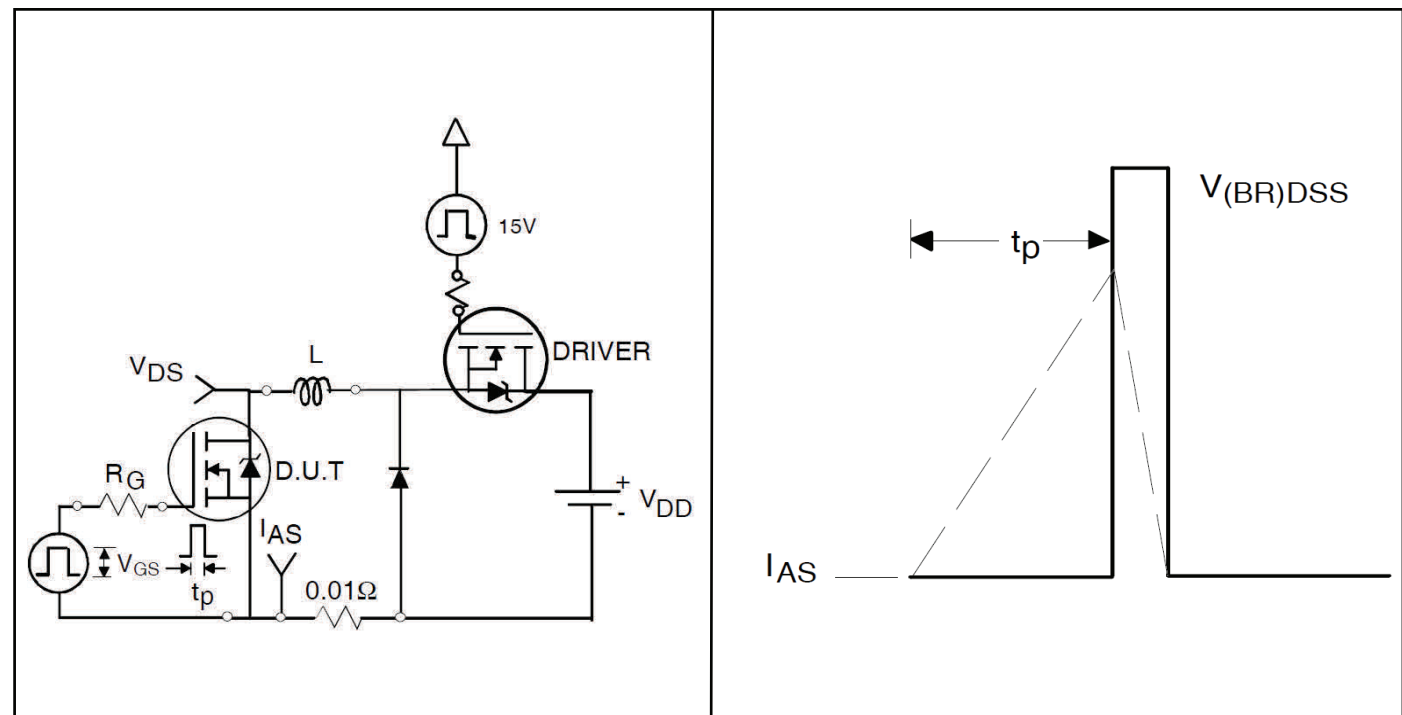 15V
DRIVER
L
VDS
D.U.T
RG
+
VDD
-
IAS
VGS
0.01Ω
tp
V(BR)DSS
tp
IAS